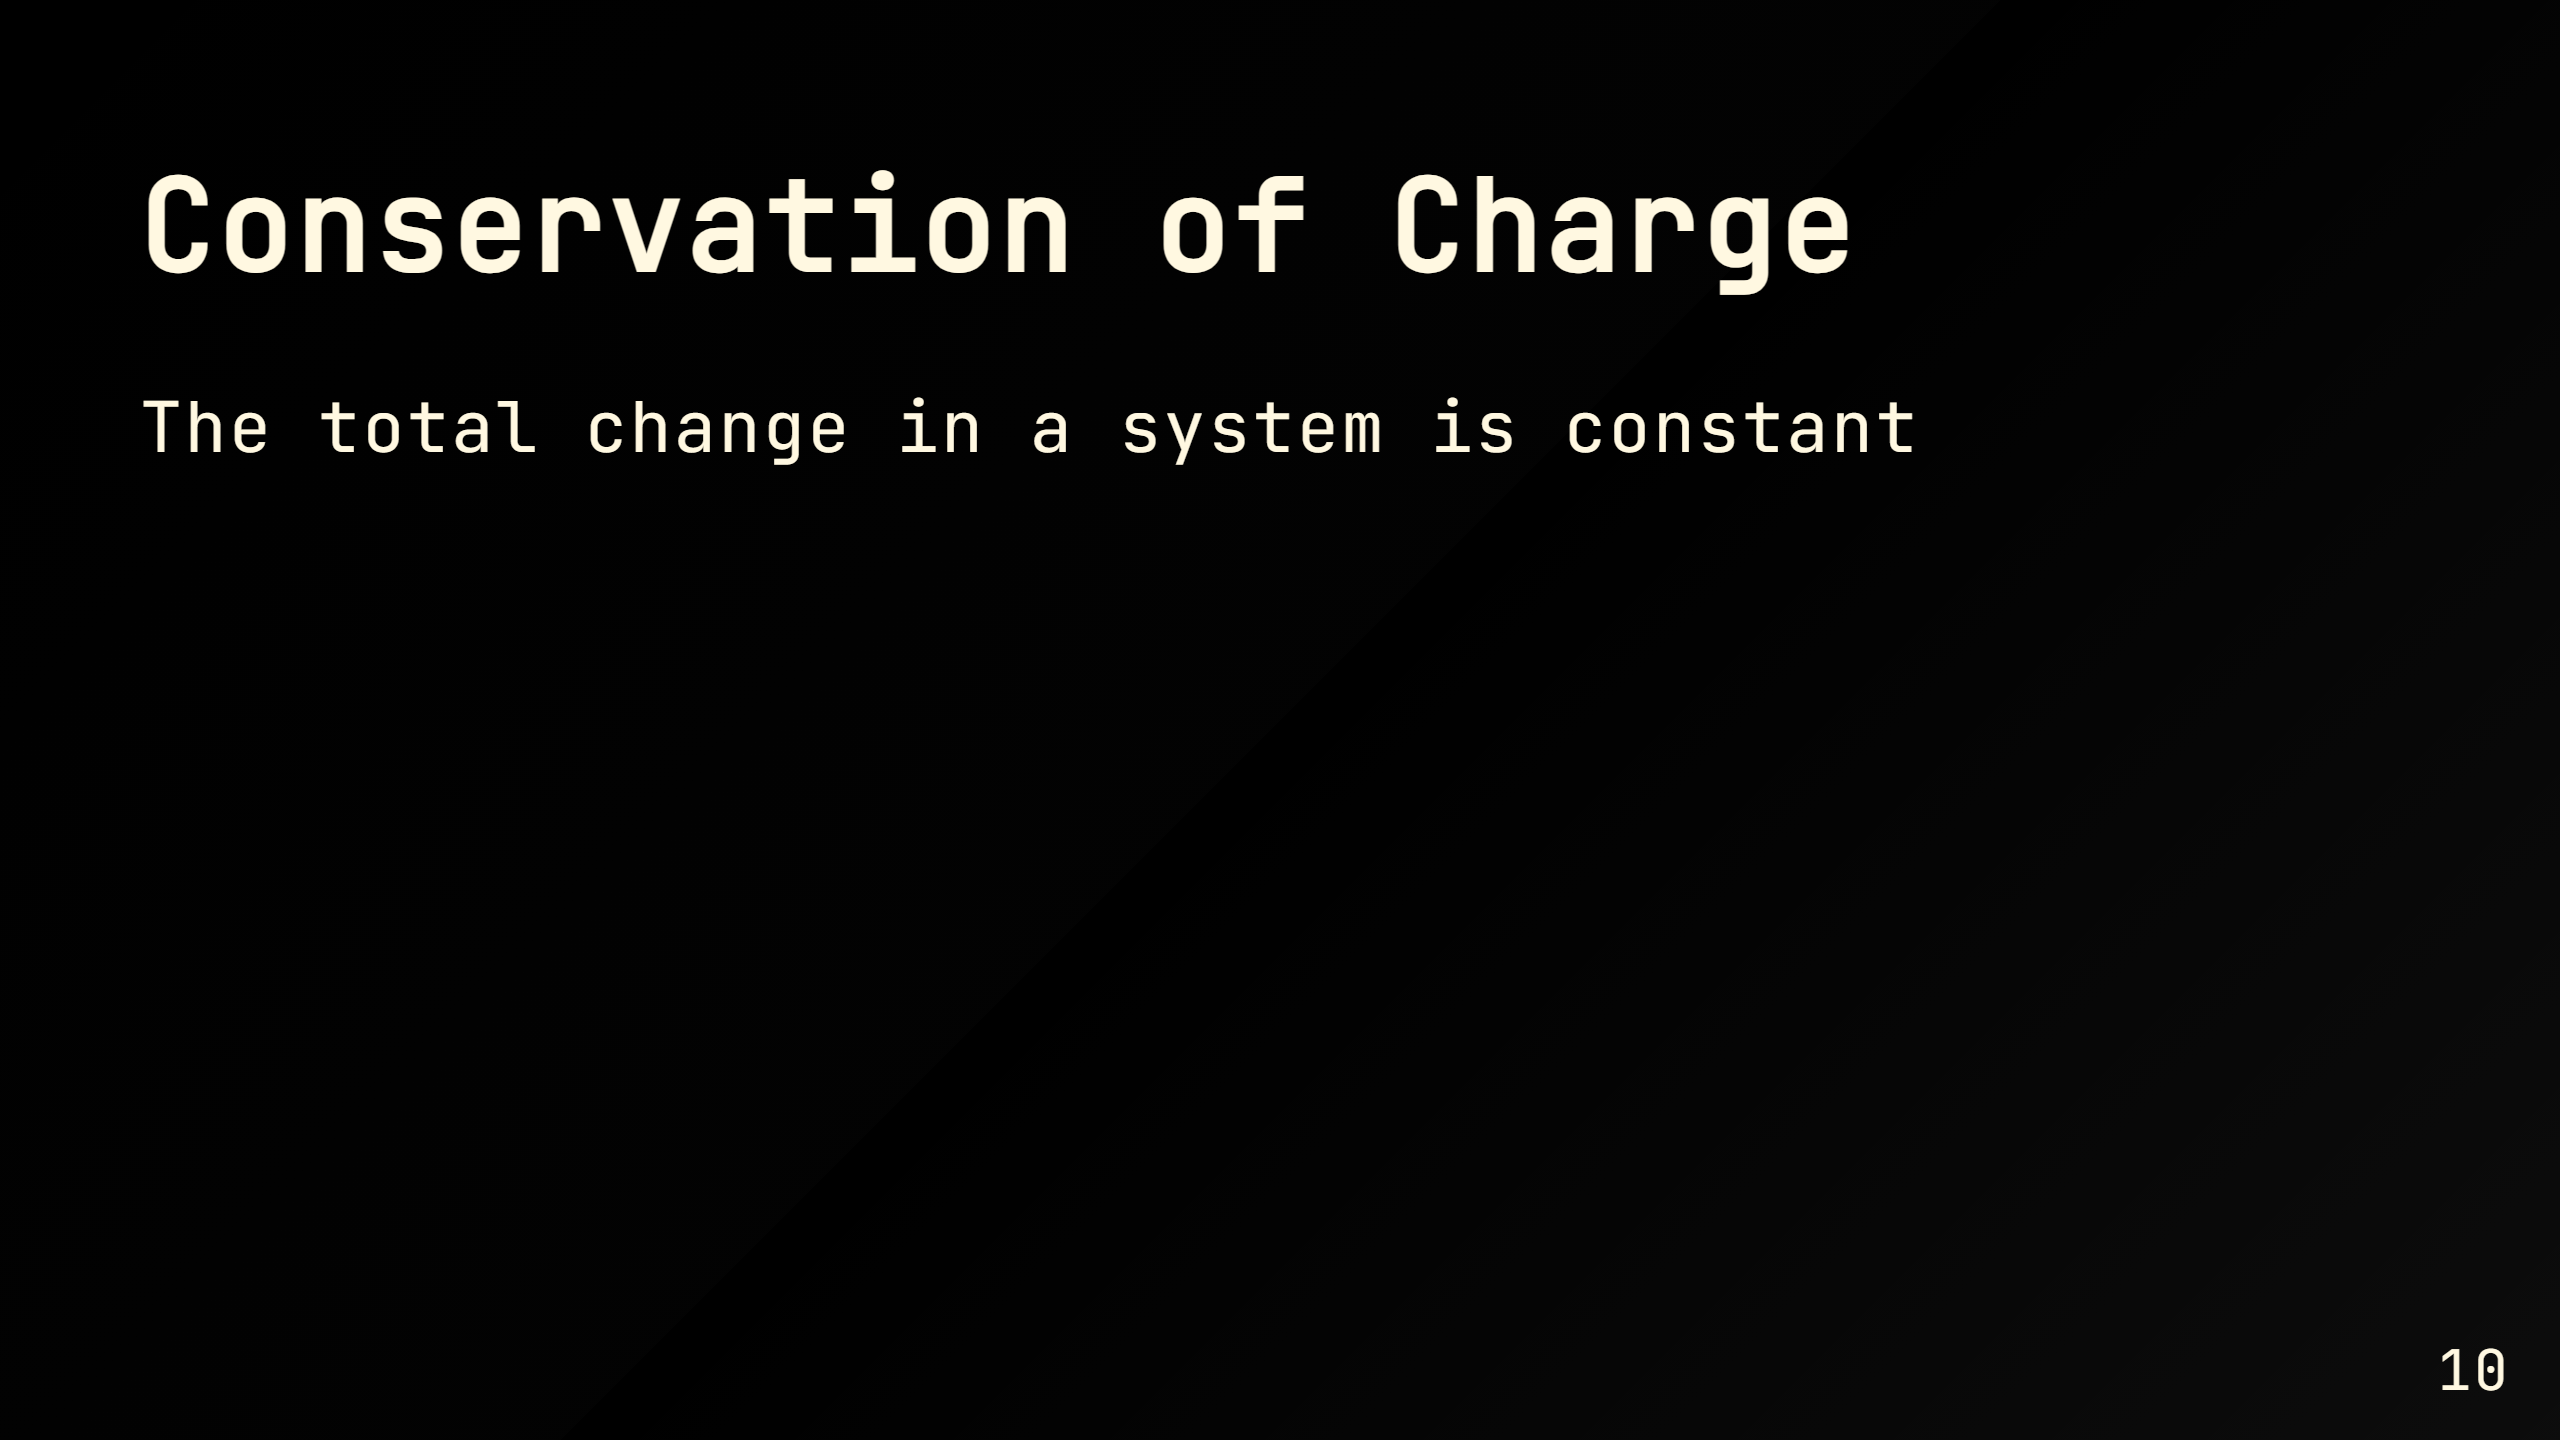 Conservation of Charge
The total change in a system is constant
10